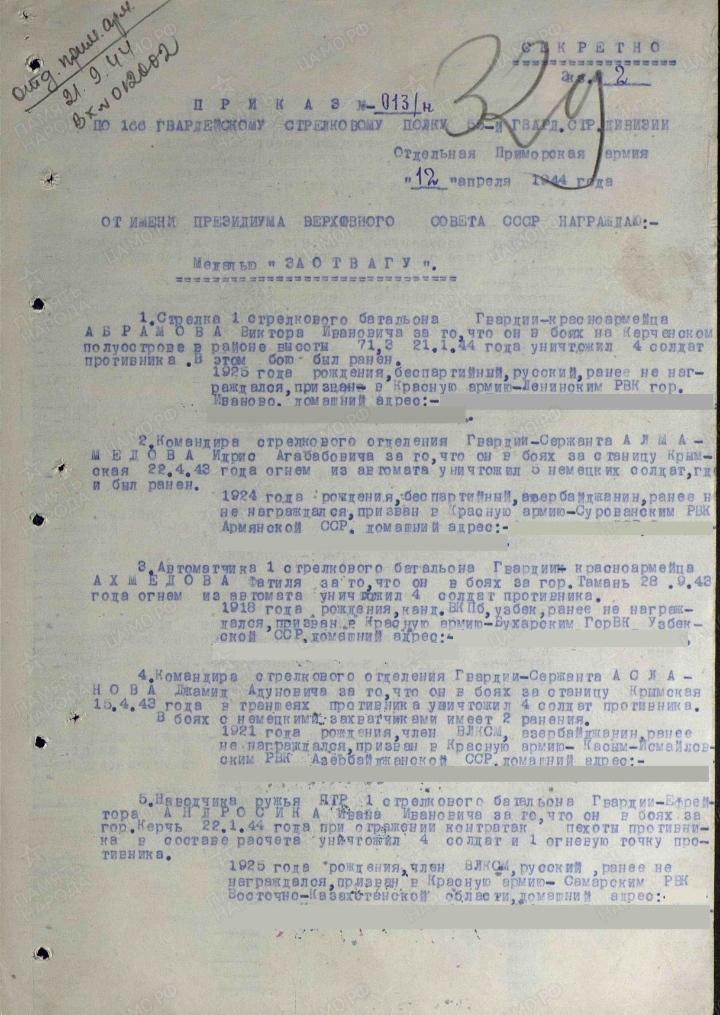 Отд. прим. арм.
21.9.44
Вх № 012002
СЕКРЕТНО
Экз. 2
329
ПРИКАЗ №-013/н
ПО 166 ГВАРДЕЙСКОМУ СТРЕЛКОВОМУ ПОЛКУ 55-й ГВАРД.СТР.ДИВИЗИИ
Отдельная Приморская армия
"12"апреля 1944 года
ОТ ИМЕНИ ПРЕЗИДИУМА ВЕРХОВНОГО СОВЕТА СССР НАГРАЖДАЮ:-
Медалью " ЗАОТВАГУ ".
1.Стрелка 1 стрелкового батальона Гвардии-красноармейца
АБРАМОВА Виктора Ивановича за то,что он в боях на Керченском
полуострове в районе высоты 71,3 21.1.44 года уничтожил 4 солдат
противника .В этом бою был ранен.
1925 года рождения,беспартийный,русский,ранее не наг-
раждался,призван- в Красную армию-Ленинским РВК гор.
Иваново. домашний адрес:-
2.Командира стрелкового отделения Гвардии-Сержанта АЛМА-
МЕДОВА Идрис Агабабовича за то,что он в боях за станицу Крым-
ская 22.4.43 года огнем из автомата уничтожил 5 немецких солдат,гд
и был ранен.
1924 года рождения,беспартийный,азербайджанин,ранее н
не награждался,призван в Красную армию-Сурованским РВК
Армянской ССР. домашний адрес:-
3.Автоматчика 1 стрелкового батальона Гвардии- красноармейца
АХМЕДОВА Фатиля за то,что он в боях за гор.Тамань 28 .9.43
года огнем из автомата уничтожил 4 солдат противника.
1918 года рождения,канд.ВКПб,узбек,ранее не награж-
дался,призван в Красную армию-Бухарским ГорВК Узбек-
ской ССР.домашний адрес:-
4.Командира стрелкового отделения Гвардии-Сержанта АСЛА-
НОВА Джамид Адуновича за то,что он в боях за станицу Крымская
15.4.43 года в траншеях противника уничтожил 4 солдат противника.
В боях с немецкими-захватчиками имеет 2 ранения.
1921 года рождения,член ВЛКСМ, азербайджанин,ранее
не награждался,призван в Красную армию- Касым-Исмайлов-
ским РВК Азербайджанской ССР.домашний адрес:-
5.Наводчика ружья ПТР 1 стрелкового батальона Гвардии-Ефрей-
тора АНДРОСИКА Ивана Ивановича за то,что он в боях за
гор.Керчь 22.1.44 года при отражении контратак пехоты противни-
ка в составе расчета уничтожил 4 солдат и 1 огневую точку про-
тивника.
1925 года рождения,член ВЛКСМ,русский ,ранее не
награждался,призван в Красную армию- Самарским РВК
Восточно-Казахстанской области,домашний адрес:-